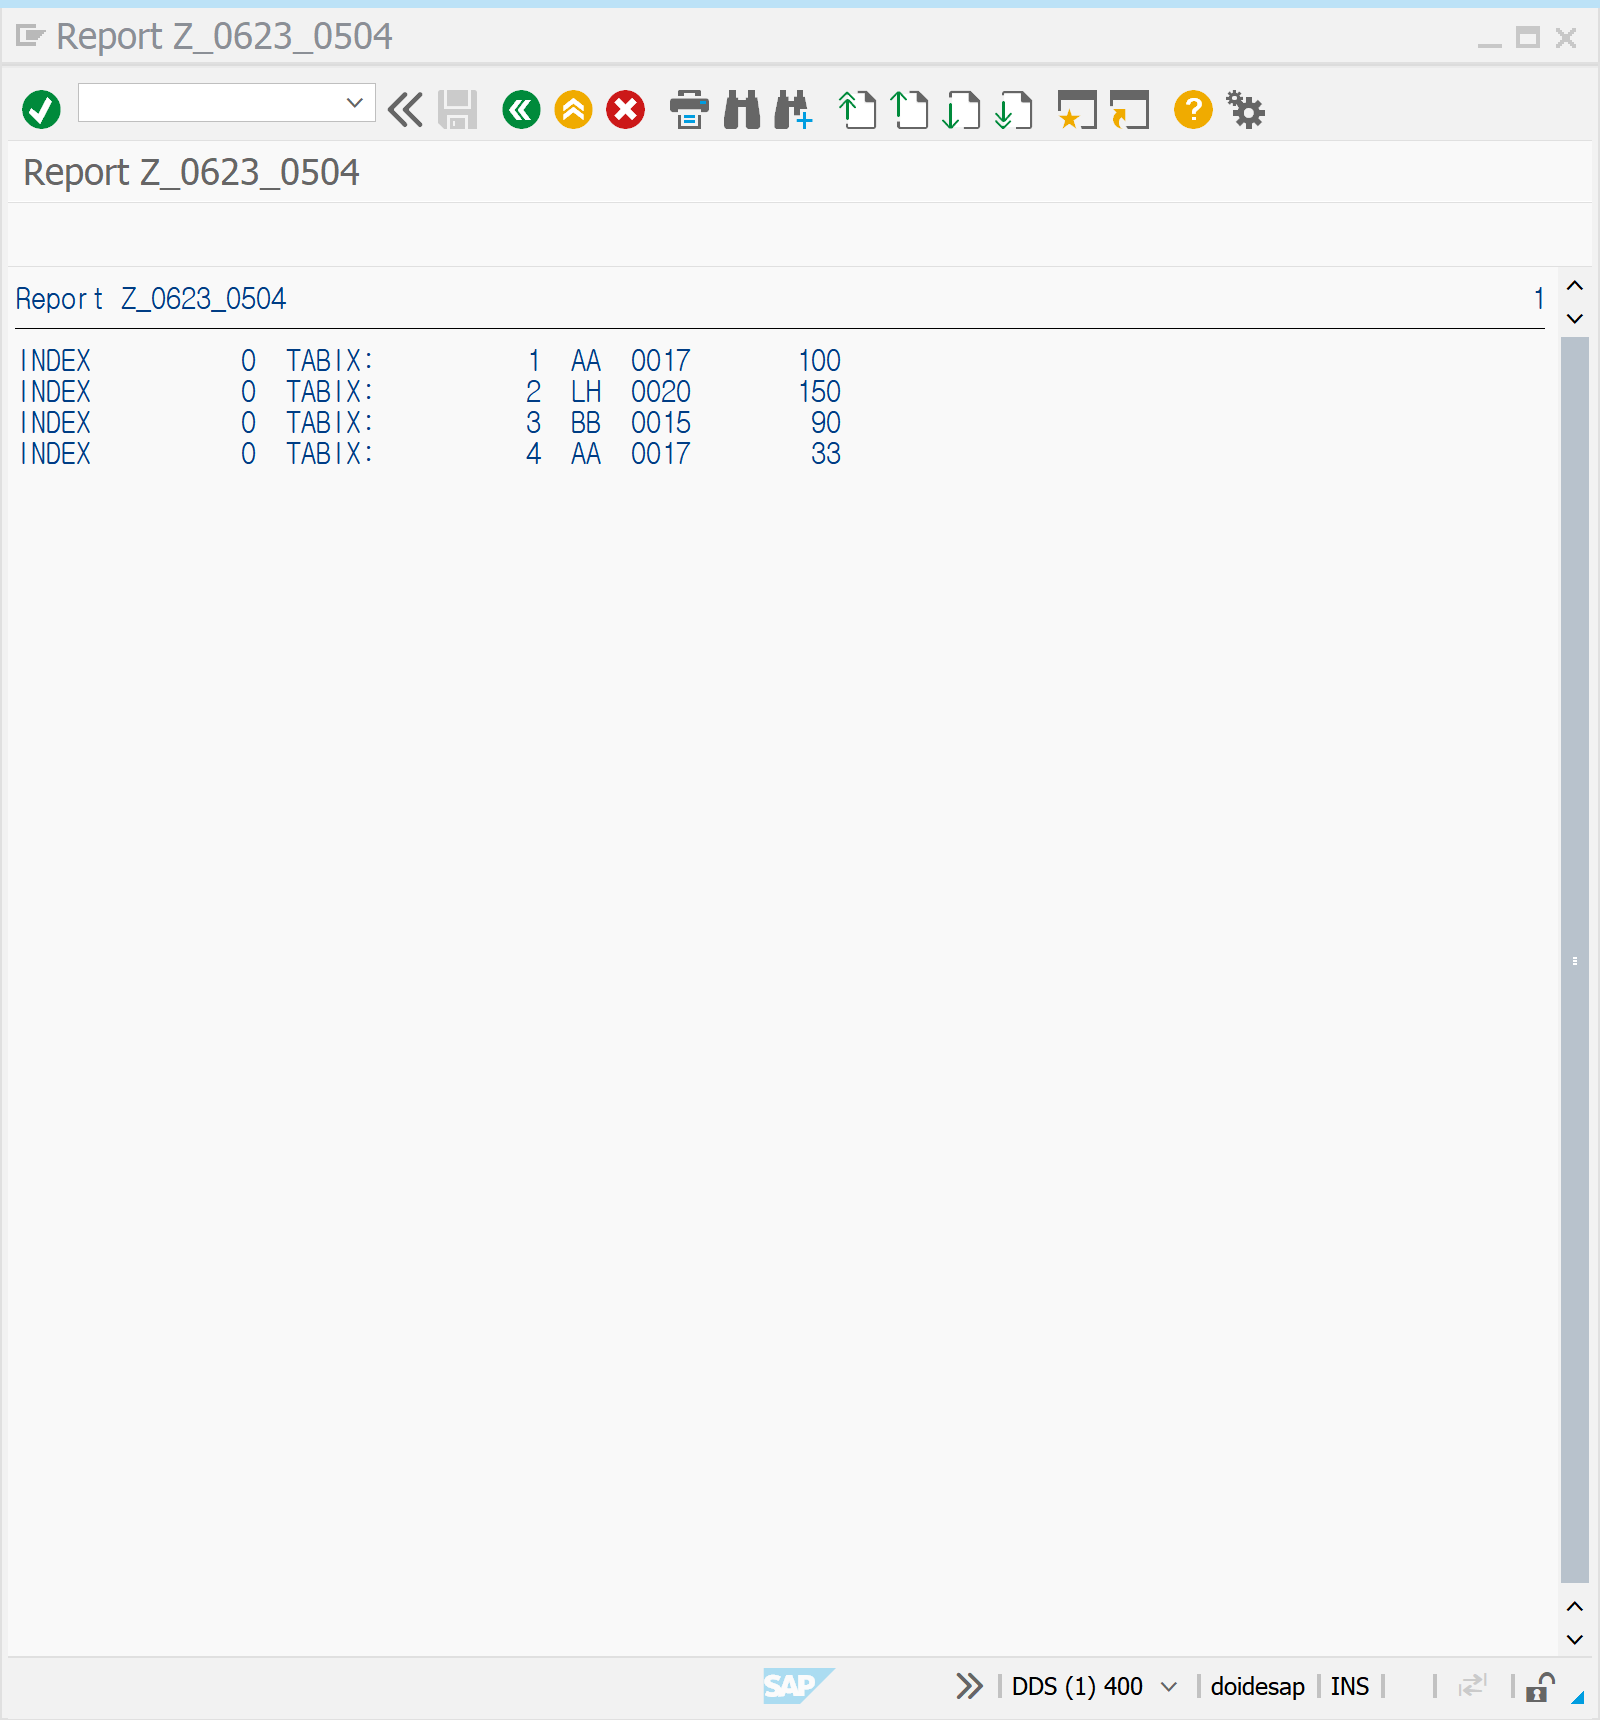 Report Z_0623_0504
Report Z_0623_0504
Report Z_0623_0504 1
INDEX 0 TABIX: 1 AA 0017 100
INDEX 0 TABIX: 2 LH 0020 150
INDEX 0 TABIX: 3 BB 0015 90
INDEX 0 TABIX: 4 AA 0017 33
SAP DDS (1) 400 doidesap INS